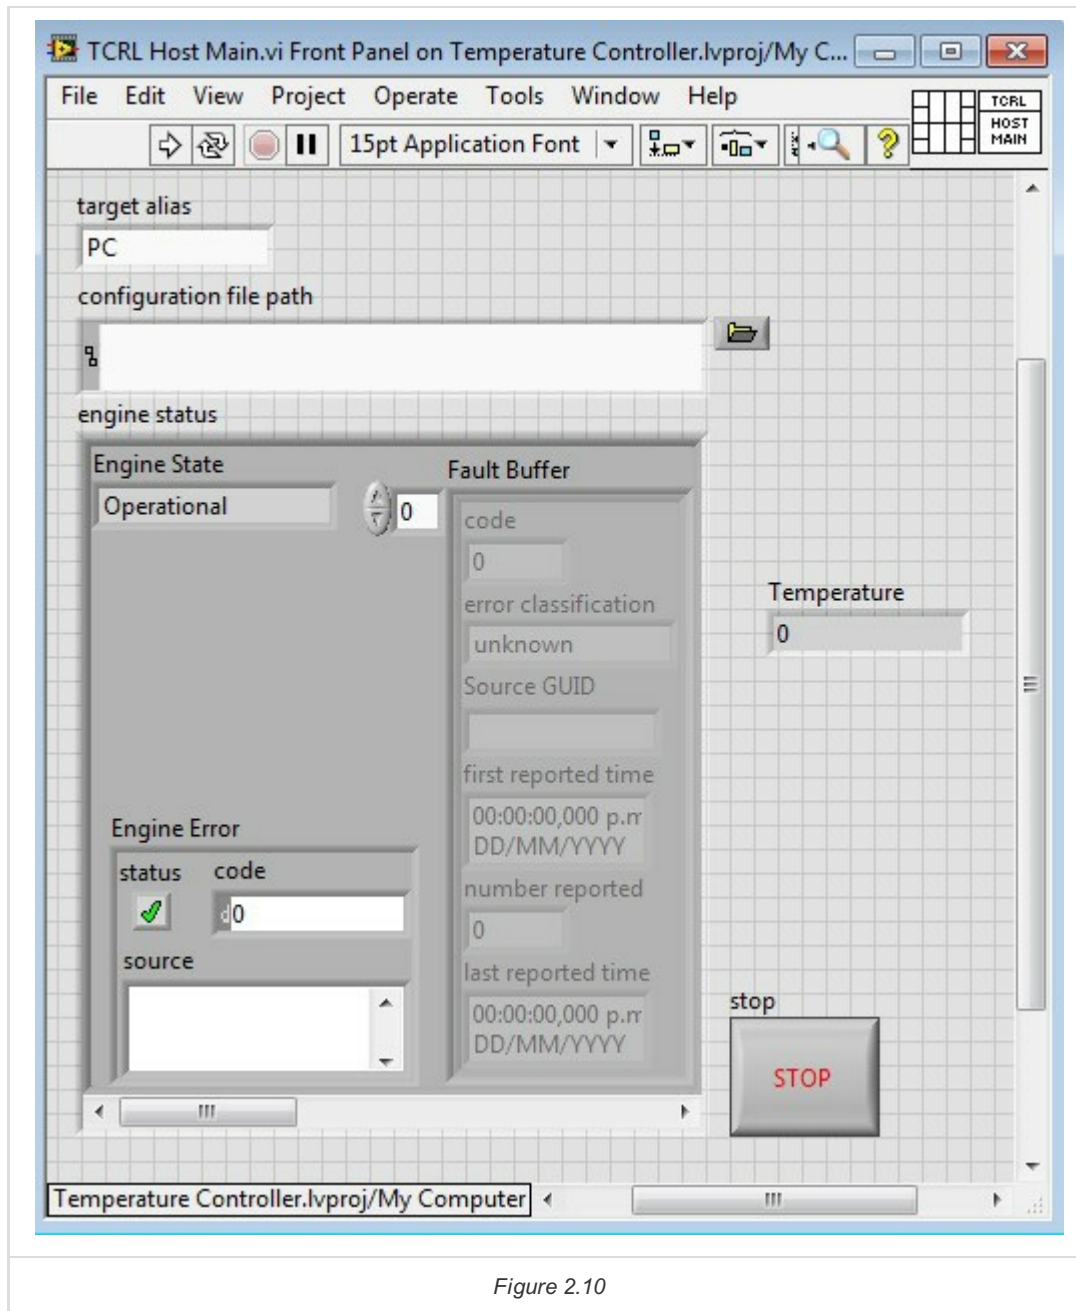 TCRL Host Main.vi Front Panel on Temperature Controller.lvproj/My C...
File Edit View Project Operate Tools Window Help
15pt Application Font
TCRL
HOST
MAIN
target alias
PC
configuration file path
engine status
Engine State
Operational
0
Fault Buffer
code
0
error classification
unknown
Source GUID
first reported time
00:00:00,000 p.m
DD/MM/YYYY
number reported
0
last reported time
00:00:00,000 p.m
DD/MM/YYYY
Engine Error
status code
d0
source
Temperature
0
stop
STOP
Temperature Controller.lvproj/My Computer
Figure 2.10